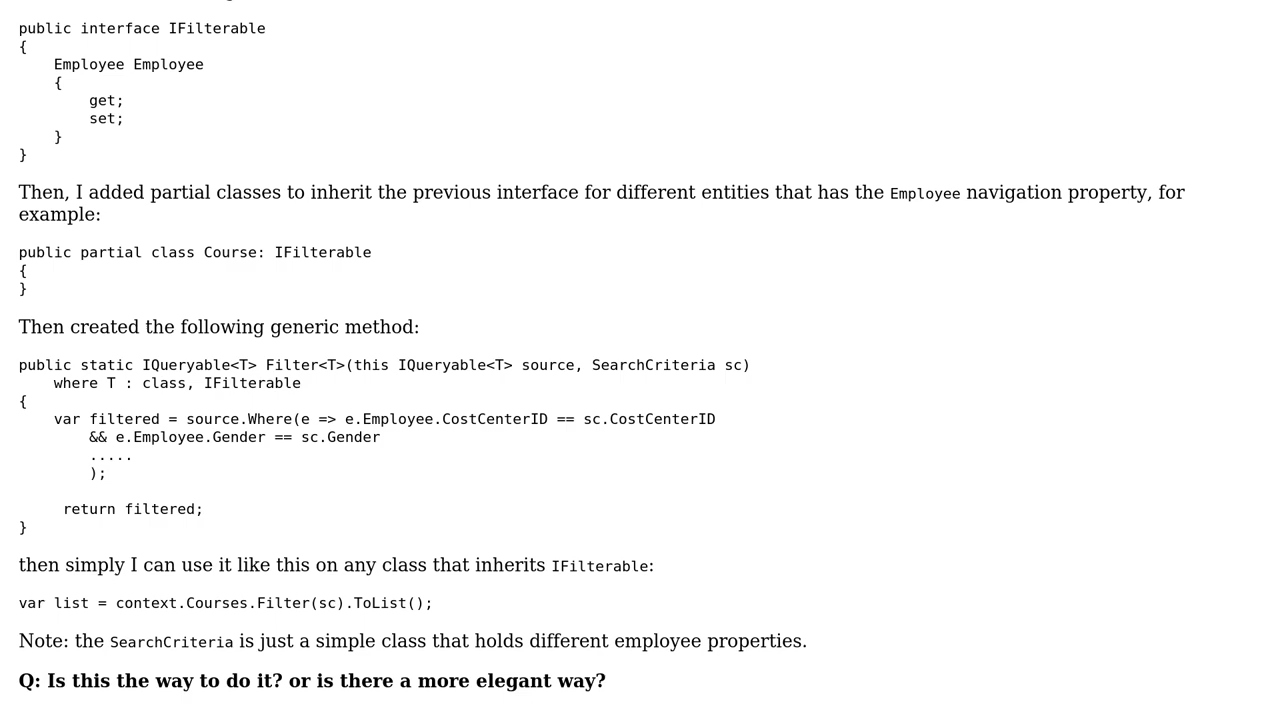 public interface IFilterable
{
    Employee Employee
    {
        get;
        set;
    }
}
Then, I added partial classes to inherit the previous interface for different entities that has the Employee navigation property, for
example:
public partial class Course: IFilterable
{
}
Then created the following generic method:
public static IQueryable<T> Filter<T>(this IQueryable<T> source, SearchCriteria sc)
    where T : class, IFilterable
{
    var filtered = source.Where(e => e.Employee.CostCenterID == sc.CostCenterID
        && e.Employee.Gender == sc.Gender
        .....
        );
     return filtered;
}
then simply I can use it like this on any class that inherits IFilterable:
var list = context.Courses.Filter(sc).ToList();
Note: the SearchCriteria is just a simple class that holds different employee properties.
Q: Is this the way to do it? or is there a more elegant way?